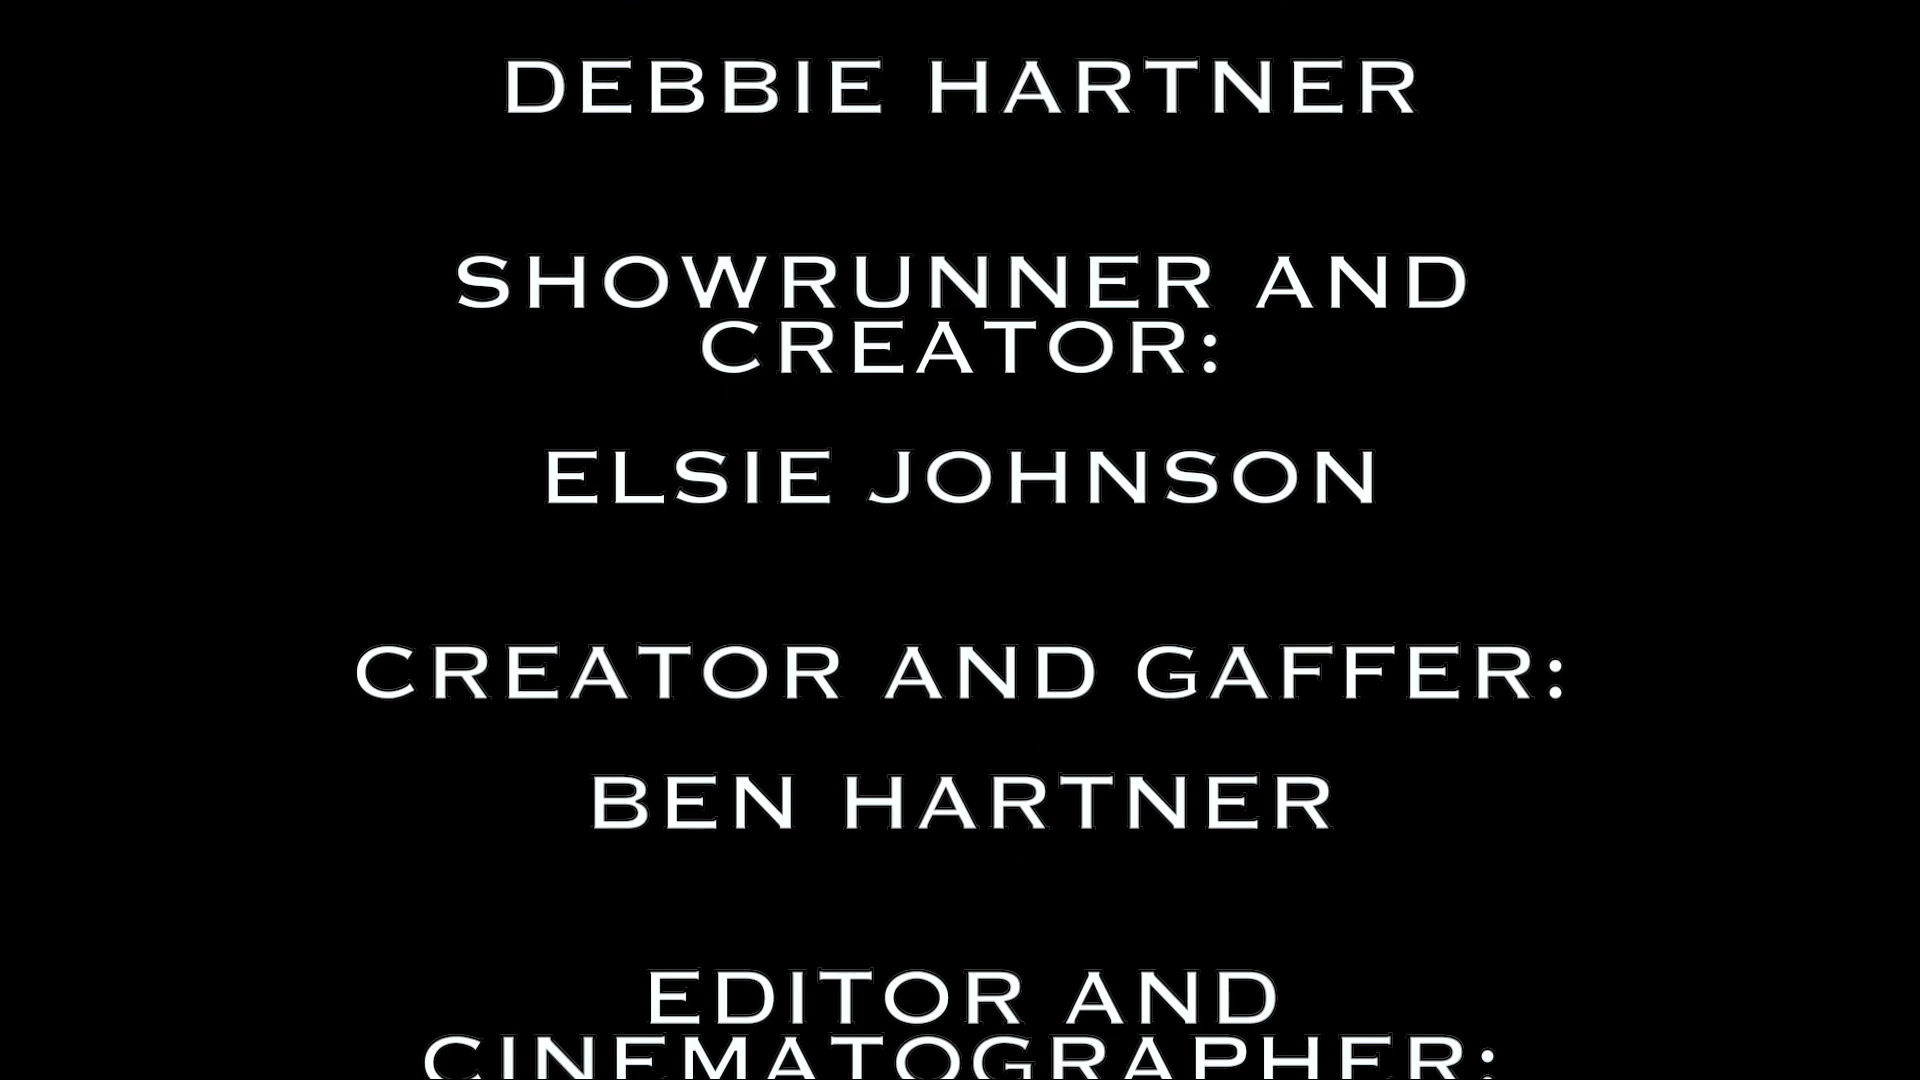 DEBBIE HARTNER
SHOWRUNNER AND
CREATOR:
ELSIE JOHNSON
CREATOR AND GAFFER:
BEN HARTNER
EDITOR AND
CINEMATOGRAPHER: